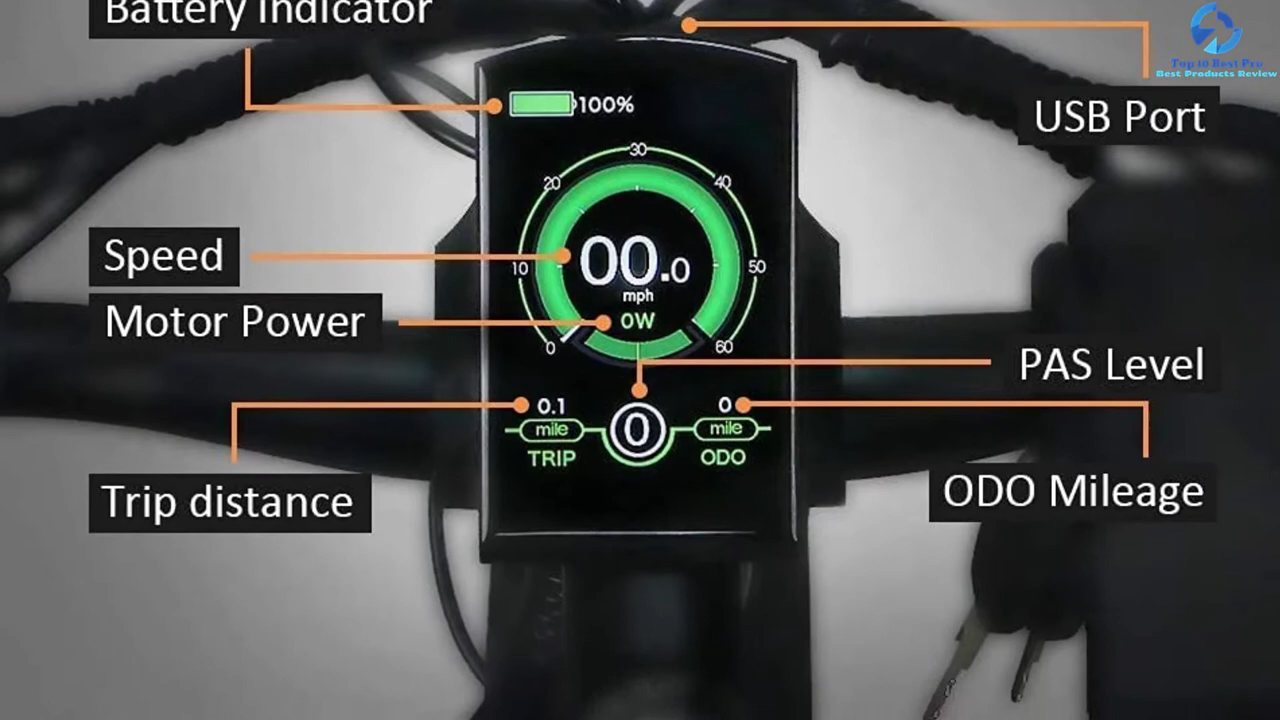 Battery Indicator
Top 10 Best Pro
Best Products Review
100%
USB Port
30
20
40
Speed
10
00.0
50
mph
Motor Power
0W
0
60
PAS Level
0.1
0
mile
0
mile
TRIP
ODO
Trip distance
ODO Mileage